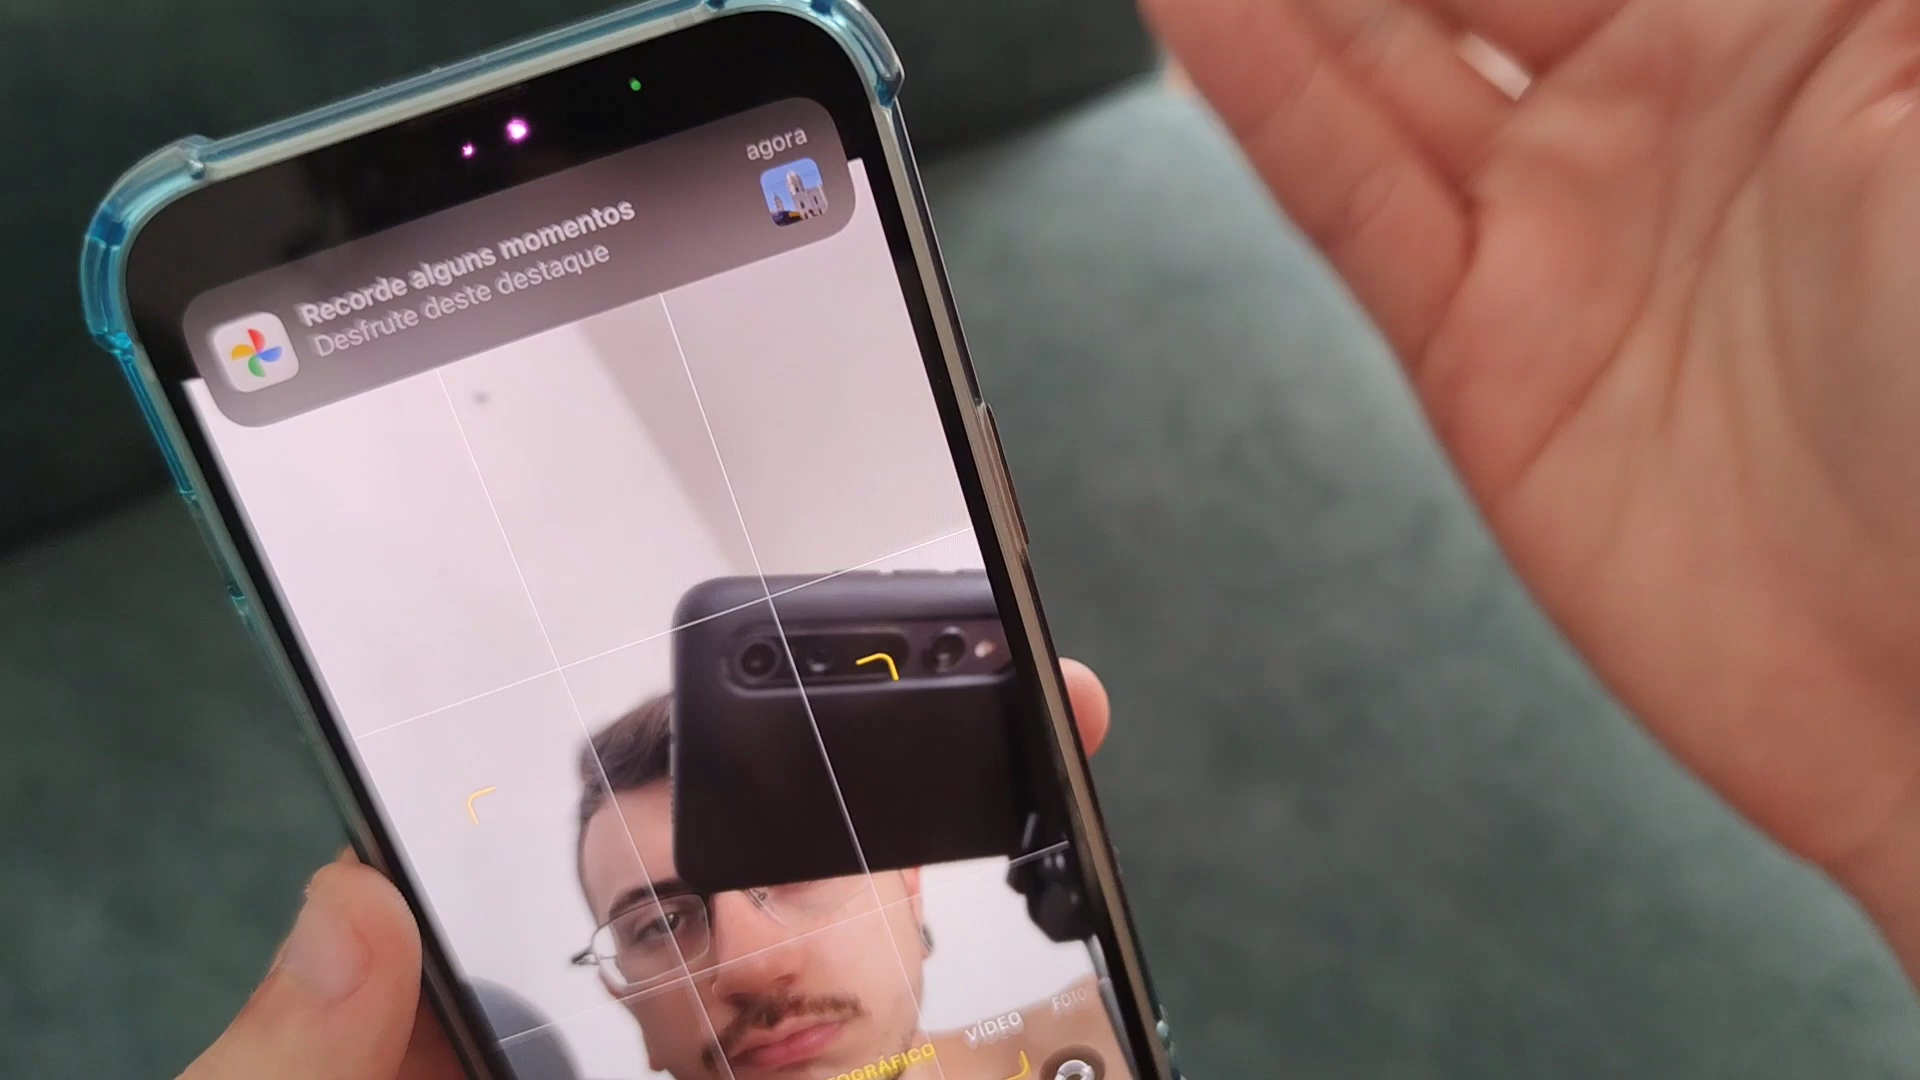 agora
Recorde alguns momentos
Desfrute deste destaque
VÍDEO
FOTO